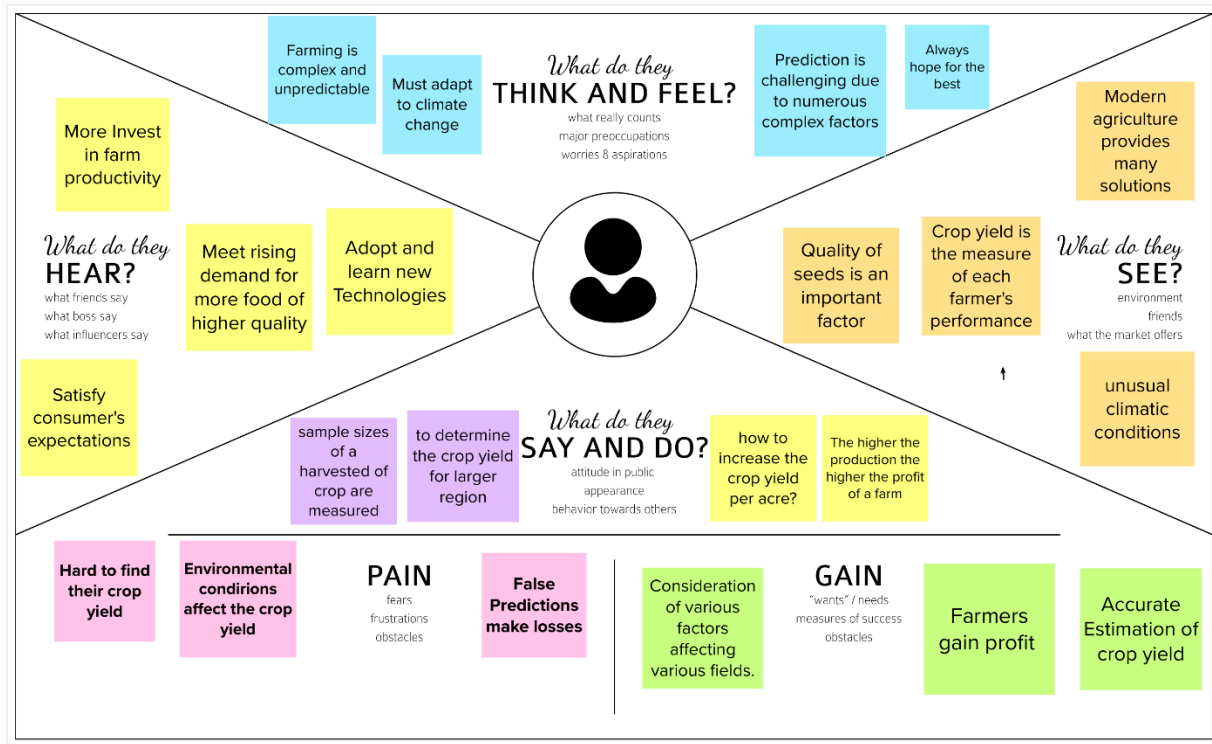 Farming is
complex and
unpredictable
Must adapt
to climate
change
What do they
THINK AND FEEL?
what really counts
major preoccupations
worries & aspirations
Prediction is
challenging due
to numerous
complex factors
Always
hope for the
best
More Invest
in farm
productivity
What do they
HEAR?
what friends say
what boss say
what influencers say
Meet rising
demand for
more food of
higher quality
Adopt and
learn new
Technologies
Satisfy
consumer's
expectations
Modern
agriculture
provides
many
solutions
Quality of
seeds is an
important
factor
Crop yield is
the measure
of each
farmer's
performance
What do they
SEE?
environment
friends
what the market offers
unusual
climatic
conditions
sample sizes
of a
harvested of
crop are
measured
to determine
the crop yield
for larger
region
What do they
SAY AND DO?
attitude in public
appearance
behavior towards others
how to
increase the
crop yield
per acre?
The higher the
production the
higher the profit
of a farm
Hard to find
their crop
yield
Environmental
condirions
affect the crop
yield
PAIN
fears
frustrations
obstacles
False
Predictions
make losses
Consideration
of various
factors
affecting
various fields.
GAIN
"wants" / needs
measures of success
obstacles
Farmers
gain profit
Accurate
Estimation of
crop yield